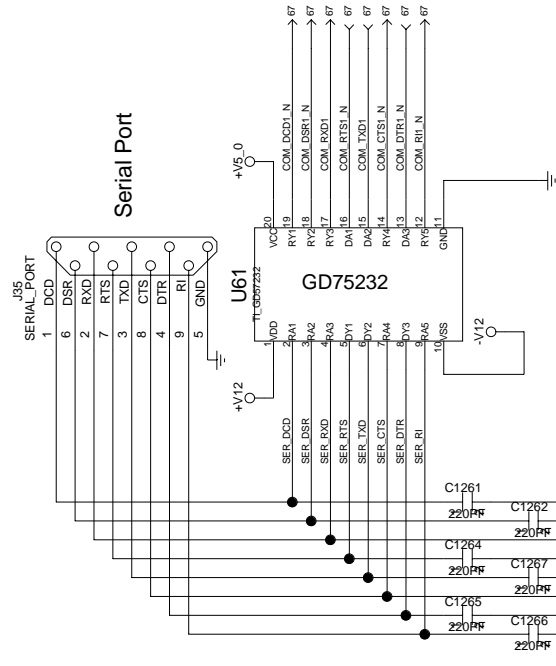 Serial Port
J35
SERIAL_PORT
1 DCD
6 DSR
2 RXD
7 RTS
3 TXD
8 CTS
4 DTR
9 RI
5 GND
U61
TI_GD57232
GD75232
+V12
+V5_0
-V12
1 VDD
2 RA1
3 RA2
4 RA3
5 DY1
6 DY2
7 RA4
8 DY3
9 RA5
10 VSS
VCC 20
RY1 19
RY2 18
RY3 17
DA1 16
DA2 15
RY4 14
DA3 13
RY5 12
GND 11
SER_DCD
SER_DSR
SER_RXD
SER_RTS
SER_TXD
SER_CTS
SER_DTR
SER_RI
COM_DCD1_N 67
COM_DSR1_N 67
COM_RXD1 67
COM_RTS1_N 67
COM_TXD1 67
COM_CTS1_N 67
COM_DTR1_N 67
COM_RI1_N 67
C1261
220PF
C1262
220PF
C1264
220PF
C1267
220PF
C1265
220PF
C1266
220PF